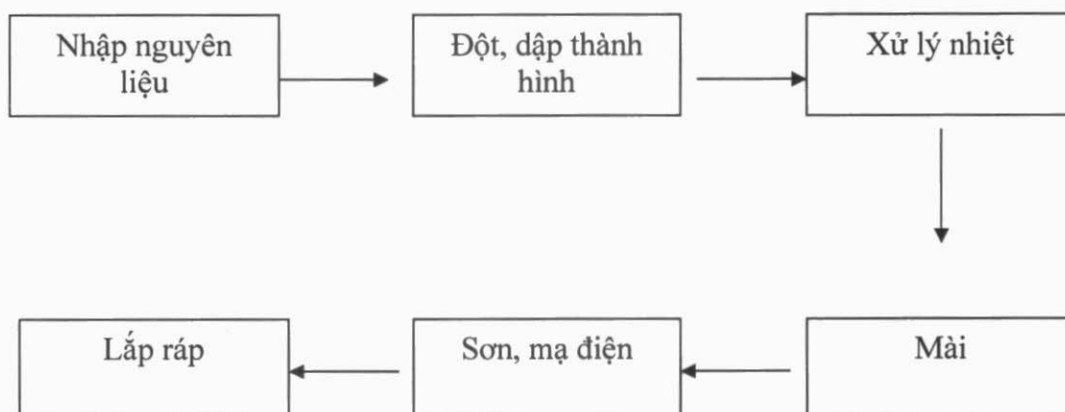 Nhập nguyên
liệu
Đột, dập thành
hình
Xử lý nhiệt
Mài
Sơn, mạ điện
Lắp ráp